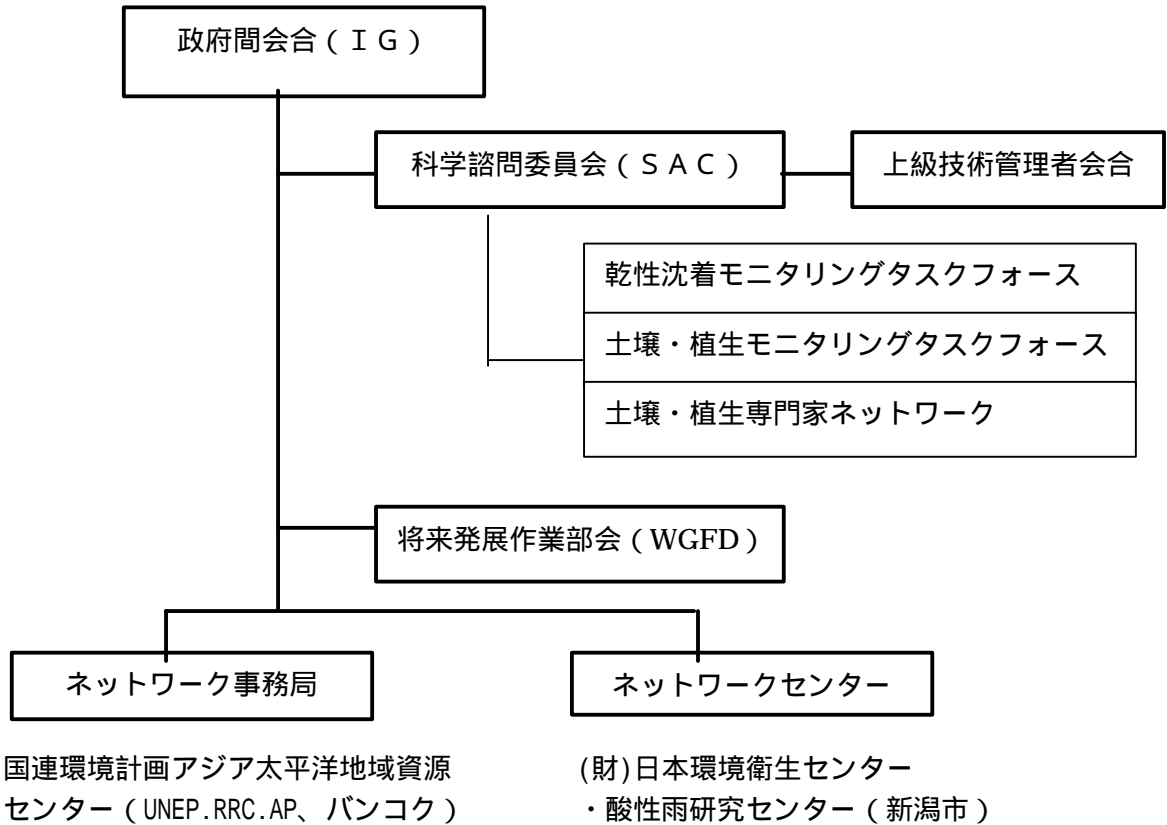 政府間会合（ＩＧ）
科学諮問委員会（ＳＡＣ）
上級技術管理者会合
乾性沈着モニタリングタスクフォース
土壌・植生モニタリングタスクフォース
土壌・植生専門家ネットワーク
将来発展作業部会（WGFD）
ネットワーク事務局
ネットワークセンター
国連環境計画アジア太平洋地域資源
センター（UNEP.RRC.AP、バンコク）
(財)日本環境衛生センター
・酸性雨研究センター（新潟市）